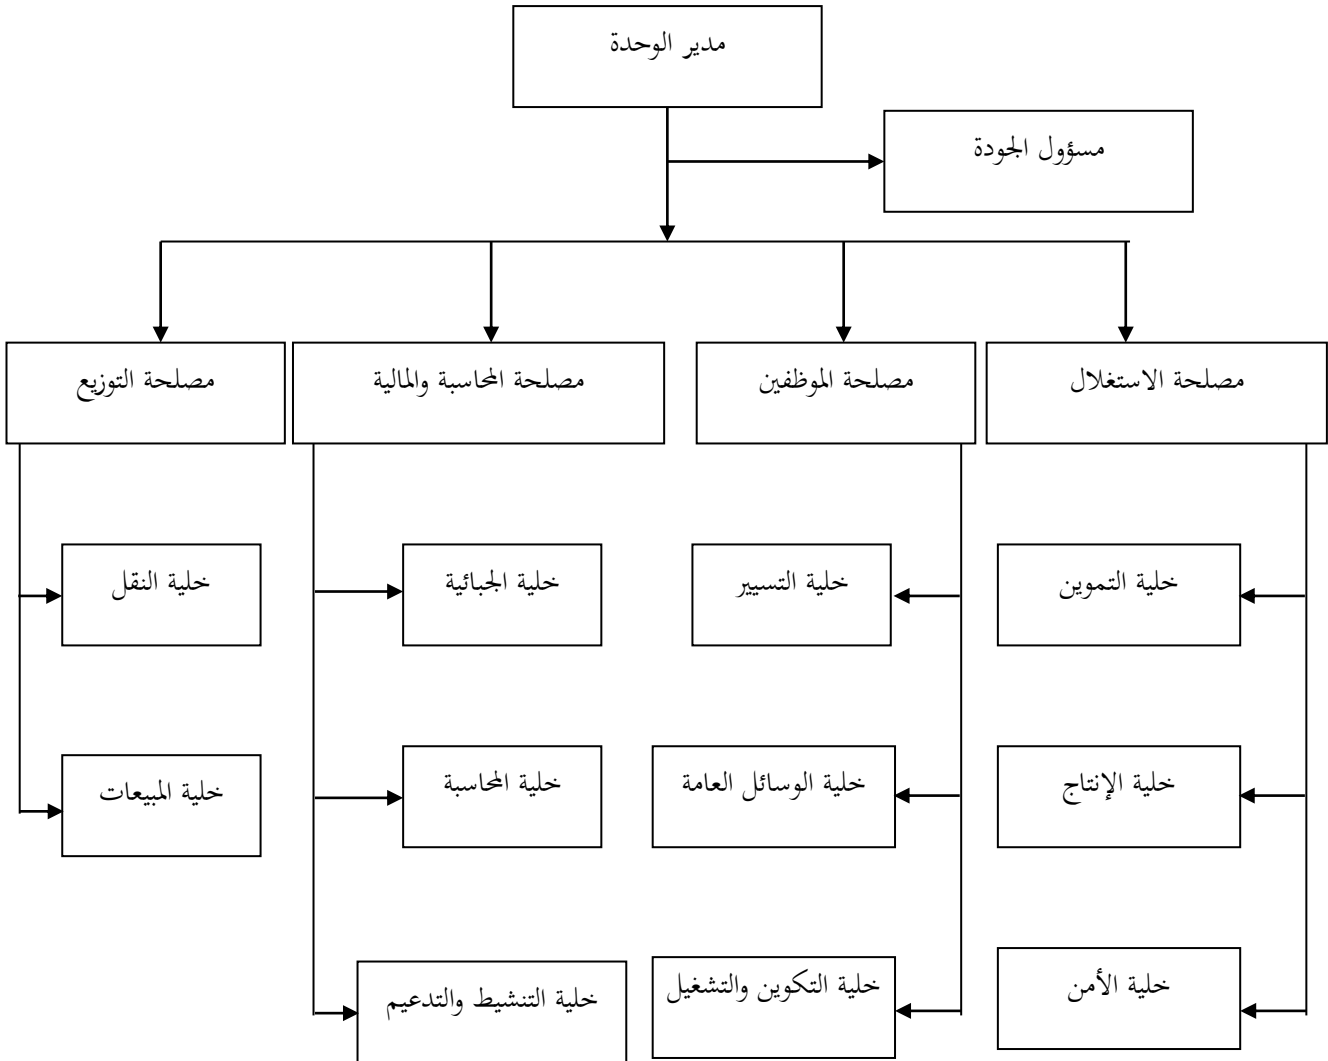 مدير الوحدة
مسؤول الجودة
مصلحة الاستغلال
مصلحة الموظفين
مصلحة المحاسبة والمالية
مصلحة التوزيع
خلية التموين
خلية التسيير
خلية الجبائية
خلية النقل
خلية الإنتاج
خلية الوسائل العامة
خلية المحاسبة
خلية المبيعات
خلية الأمن
خلية التكوين والتشغيل
خلية التنشيط والتدعيم